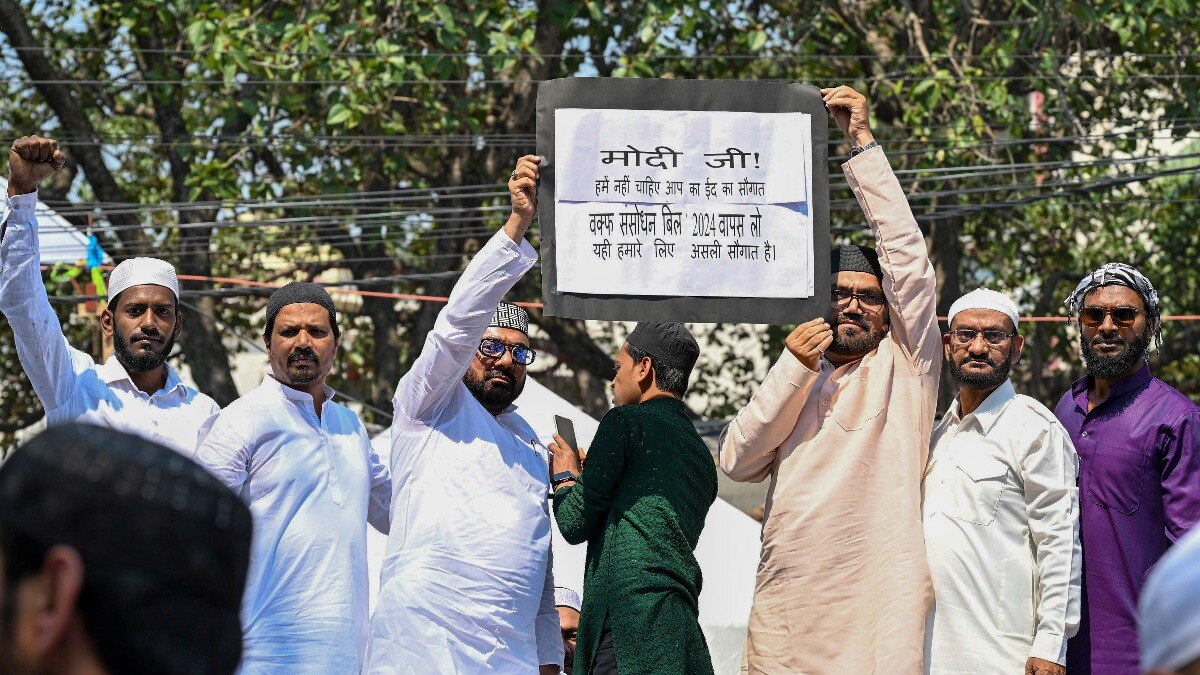 मोदी जी!
हमें नहीं चाहिए आप का ईद का सौगात
वक्फ संसोधन बिल 2024 वापस लो
यही हमारे लिए असली सौगात है।